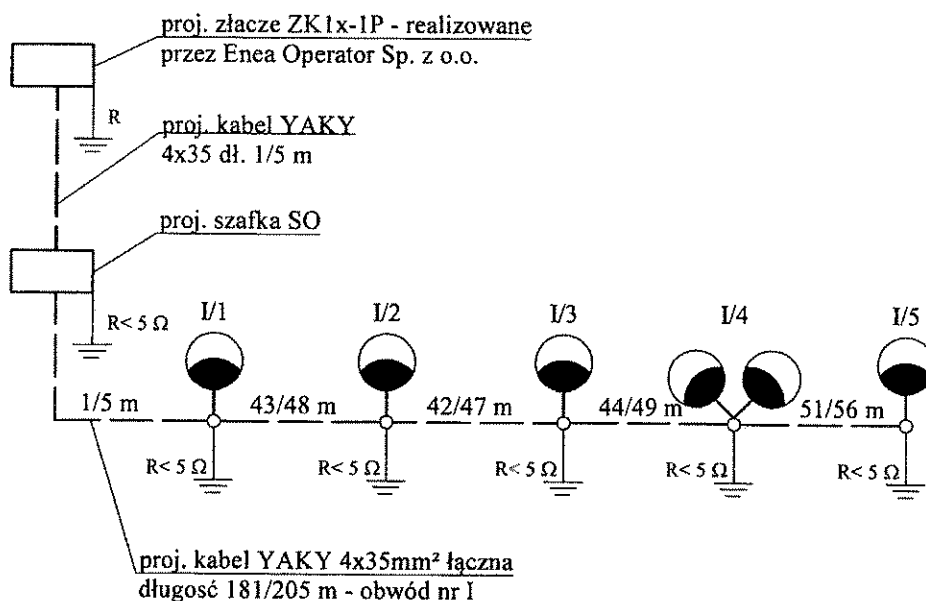 proj. złacze ZK1x-1P - realizowane
przez Enea Operator Sp. z o.o.
R
proj. kabel YAKY
4x35 dł. 1/5 m
proj. szafka SO
R< 5 Ω
I/1
I/2
I/3
I/4
I/5
1/5 m
43/48 m
42/47 m
44/49 m
51/56 m
R< 5 Ω
R< 5 Ω
R< 5 Ω
R< 5 Ω
R< 5 Ω
proj. kabel YAKY 4x35mm² łączna
długosć 181/205 m - obwód nr I